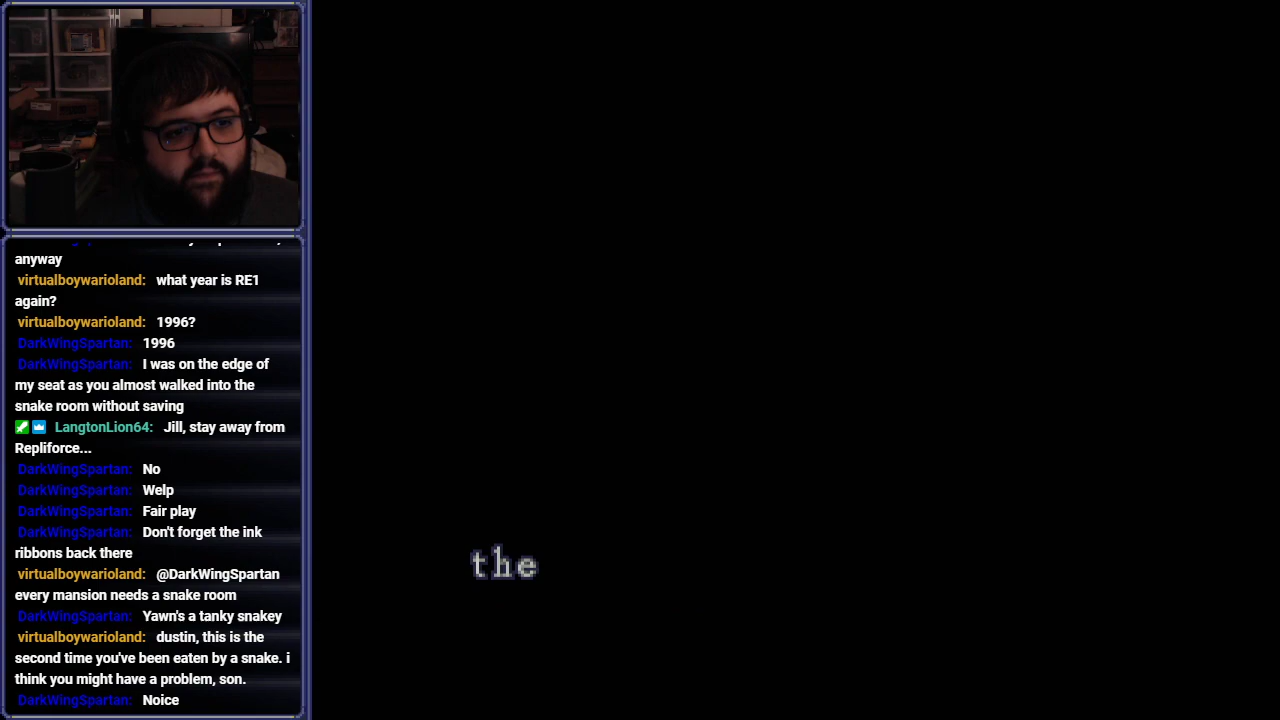 anyway
virtualboywarioland: what year is RE1
again?
virtualboywarioland: 1996?
DarkWingSpartan: 1996
DarkWingSpartan: I was on the edge of
my seat as you almost walked into the
snake room without saving
LangtonLion64: Jill, stay away from
Repliforce...
DarkWingSpartan: No
DarkWingSpartan: Welp
DarkWingSpartan: Fair play
DarkWingSpartan: Don't forget the ink
ribbons back there
virtualboywarioland: @DarkWingSpartan
every mansion needs a snake room
DarkWingSpartan: Yawn's a tanky snakey
virtualboywarioland: dustin, this is the
second time you've been eaten by a snake. i
think you might have a problem, son.
DarkWingSpartan: Noice
the